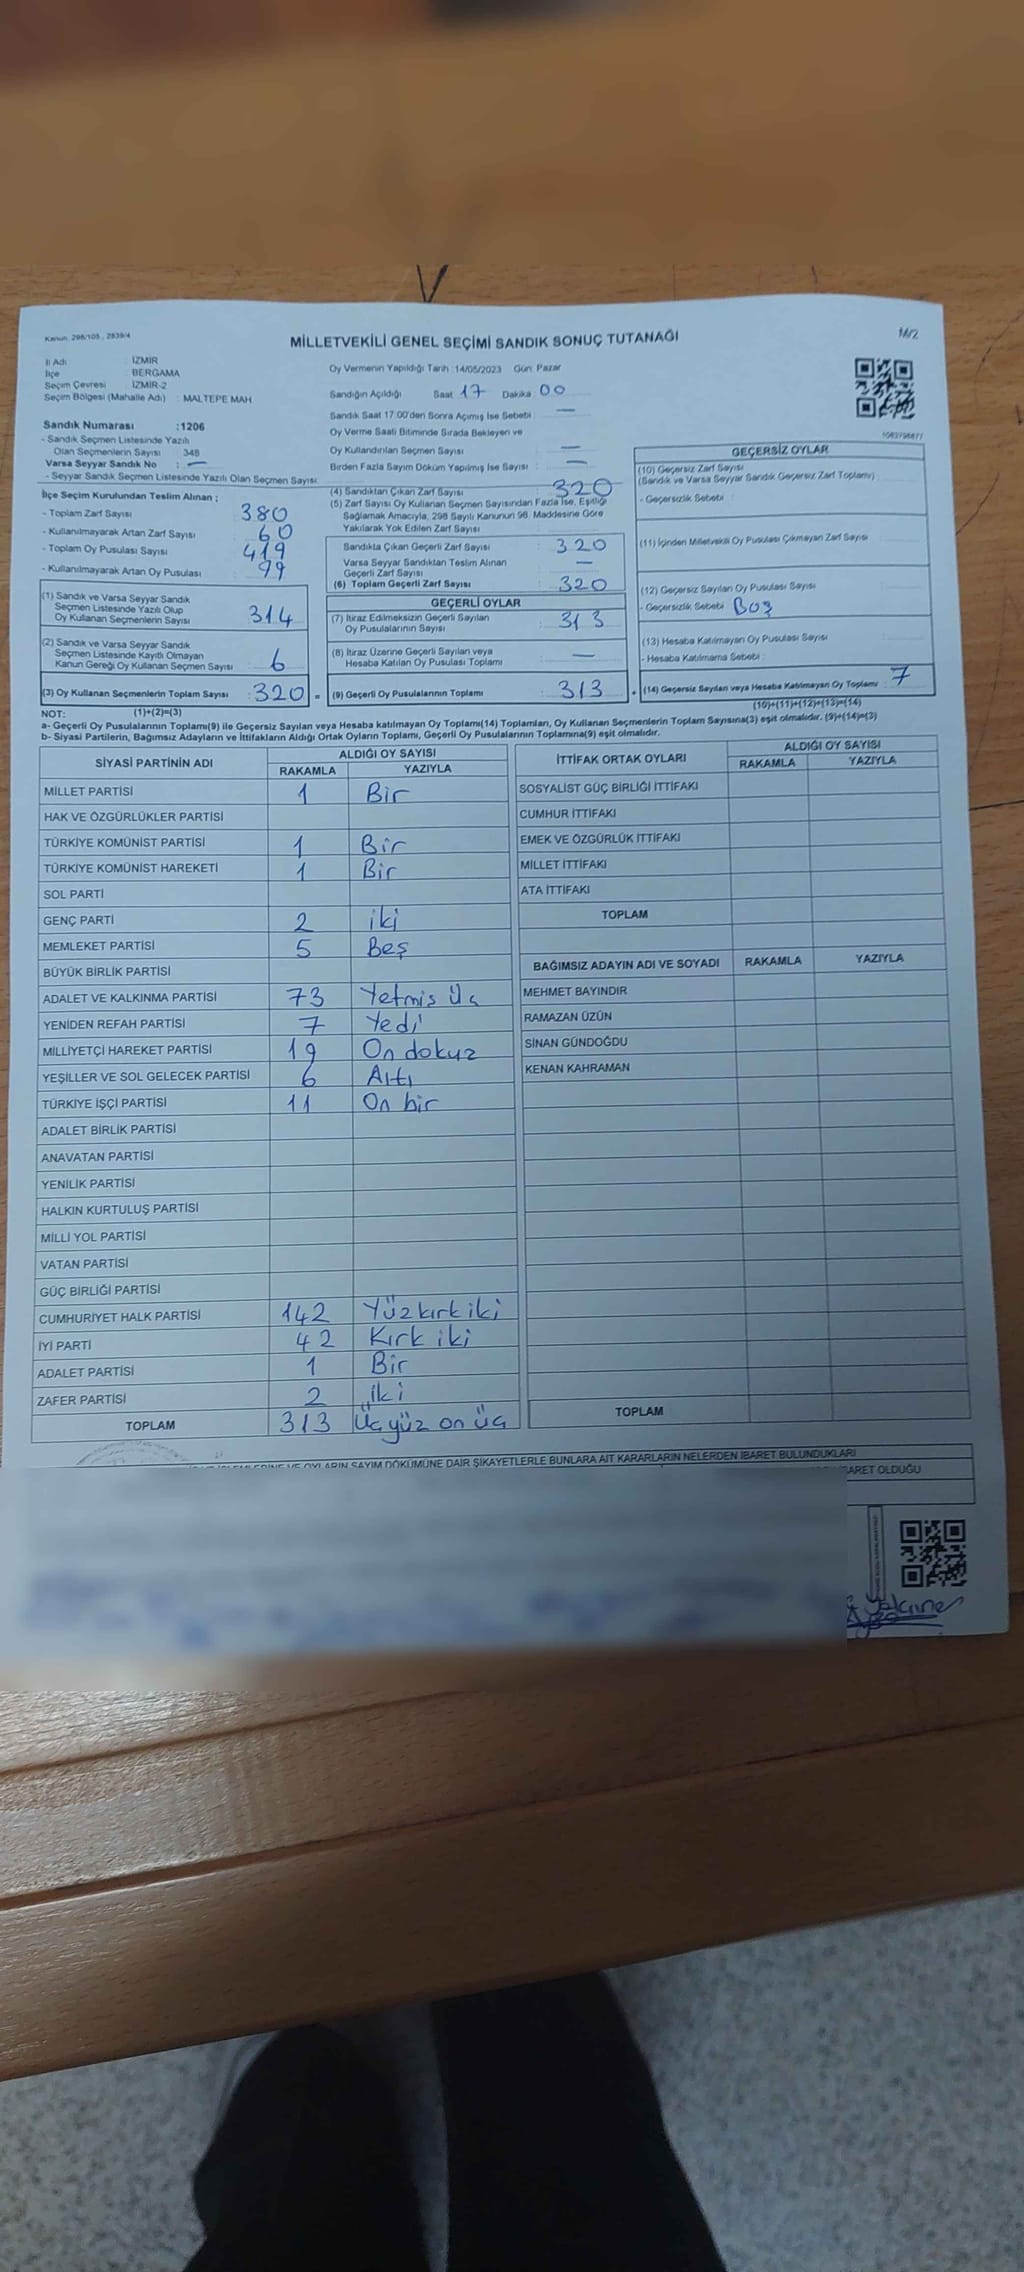 Kanun: 298/105 , 2839/4
MİLLETVEKİLİ GENEL SEÇİMİ SANDIK SONUÇ TUTANAĞI
M/2
İl Adı : İZMİR
İlçe : BERGAMA
Seçim Çevresi : İZMİR-2
Seçim Bölgesi (Mahalle Adı) : MALTEPE MAH
Sandık Numarası :1206
- Sandık Seçmen Listesinde Yazılı
Olan Seçmenlerin Sayısı : 348
Varsa Seyyar Sandık No : —
- Seyyar Sandık Seçmen Listesinde Yazılı Olan Seçmen Sayısı:
Oy Vermenin Yapıldığı Tarih :14/05/2023 Gün: Pazar
Sandığın Açıldığı Saat 17 Dakika 00
Sandık Saat 17:00'den Sonra Açımış İse Sebebi : —
Oy Verme Saati Bitiminde Sırada Bekleyen ve
Oy Kullandırılan Seçmen Sayısı : —
Birden Fazla Sayım Döküm Yapılmış İse Sayısı : —
İlçe Seçim Kurulundan Teslim Alınan ;
- Toplam Zarf Sayısı : 380
- Kullanılmayarak Artan Zarf Sayısı : 60
- Toplam Oy Pusulası Sayısı : 419
- Kullanılmayarak Artan Oy Pusulası : 99
(1) Sandık ve Varsa Seyyar Sandık
Seçmen Listesinde Yazılı Olup
Oy Kullanan Seçmenlerin Sayısı : 314
(2) Sandık ve Varsa Seyyar Sandık
Seçmen Listesinde Kayıtlı Olmayan
Kanun Gereği Oy Kullanan Seçmen Sayısı : 6
(3) Oy Kullanan Seçmenlerin Toplam Sayısı : 320 =
(1)+(2)=(3)
(4) Sandıktan Çıkan Zarf Sayısı : 320
(5) Zarf Sayısı Oy Kullanan Seçmen Sayısından Fazla İse, Eşitliği
Sağlamak Amacıyla, 298 Sayılı Kanunun 98. Maddesine Göre
Yakılarak Yok Edilen Zarf Sayısı
Sandıkta Çıkan Geçerli Zarf Sayısı : 320
Varsa Seyyar Sandıktan Teslim Alınan
Geçerli Zarf Sayısı : —
(6) Toplam Geçerli Zarf Sayısı : 320
GEÇERLİ OYLAR
(7) İtiraz Edilmeksizin Geçerli Sayılan
Oy Pusulalarının Sayısı : 313
(8) İtiraz Üzerine Geçerli Sayılan veya
Hesaba Katılan Oy Pusulası Toplamı : —
(9) Geçerli Oy Pusulalarının Toplamı : 313 +
GEÇERSİZ OYLAR
(10) Geçersiz Zarf Sayısı
(Sandık ve Varsa Seyyar Sandık Geçersiz Zarf Toplamı)
- Geçersizlik Sebebi :
(11) İçinden Milletvekili Oy Pusulası Çıkmayan Zarf Sayısı
(12) Geçersiz Sayılan Oy Pusulası Sayısı
- Geçersizlik Sebebi : Boş
(13) Hesaba Katılmayan Oy Pusulası Sayısı
- Hesaba Katılmama Sebebi :
(14) Geçersiz Sayılan veya Hesaba Katılmayan Oy Toplamı : 7
(10)+(11)+(12)+(13)=(14)
NOT:
a- Geçerli Oy Pusulalarının Toplamı(9) ile Geçersiz Sayılan veya Hesaba katılmayan Oy Toplamı(14) Toplamları, Oy Kullanan Seçmenlerin Toplam Sayısına(3) eşit olmalıdır. (9)+(14)=(3)
b- Siyasi Partilerin, Bağımsız Adayların ve İttifakların Aldığı Ortak Oyların Toplamı, Geçerli Oy Pusulalarının Toplamına(9) eşit olmalıdır.
SİYASİ PARTİNİN ADI ALDIĞI OY SAYISI
RAKAMLA YAZIYLA
MİLLET PARTİSİ 1 Bir
HAK VE ÖZGÜRLÜKLER PARTİSİ
TÜRKİYE KOMÜNİST PARTİSİ 1 Bir
TÜRKİYE KOMÜNİST HAREKETİ 1 Bir
SOL PARTİ
GENÇ PARTİ 2 iki
MEMLEKET PARTİSİ 5 Beş
BÜYÜK BİRLİK PARTİSİ
ADALET VE KALKINMA PARTİSİ 73 Yetmis Üç
YENİDEN REFAH PARTİSİ 7 Yedi
MİLLİYETÇİ HAREKET PARTİSİ 19 On dokuz
YEŞİLLER VE SOL GELECEK PARTİSİ 6 Altı
TÜRKİYE İŞÇİ PARTİSİ 11 On bir
ADALET BİRLİK PARTİSİ
ANAVATAN PARTİSİ
YENİLİK PARTİSİ
HALKIN KURTULUŞ PARTİSİ
MİLLİ YOL PARTİSİ
VATAN PARTİSİ
GÜÇ BİRLİĞİ PARTİSİ
CUMHURİYET HALK PARTİSİ 142 Yüz kırk iki
İYİ PARTİ 42 Kırk iki
ADALET PARTİSİ 1 Bir
ZAFER PARTİSİ 2 iki
TOPLAM 313 Üç yüz on üç
İTTİFAK ORTAK OYLARI ALDIĞI OY SAYISI
RAKAMLA YAZIYLA
SOSYALİST GÜÇ BİRLİĞİ İTTİFAKI
CUMHUR İTTİFAKI
EMEK VE ÖZGÜRLÜK İTTİFAKI
MİLLET İTTİFAKI
ATA İTTİFAKI
TOPLAM
BAĞIMSIZ ADAYIN ADI VE SOYADI RAKAMLA YAZIYLA
MEHMET BAYINDIR
RAMAZAN ÜZÜN
SİNAN GÜNDOĞDU
KENAN KAHRAMAN
TOPLAM
OYLARIN SAYIM DÖKÜMÜNE DAİR ŞİKAYETLERLE BUNLARA AİT KARARLARIN NELERDEN İBARET BULUNDUKLARI
OLDUĞU